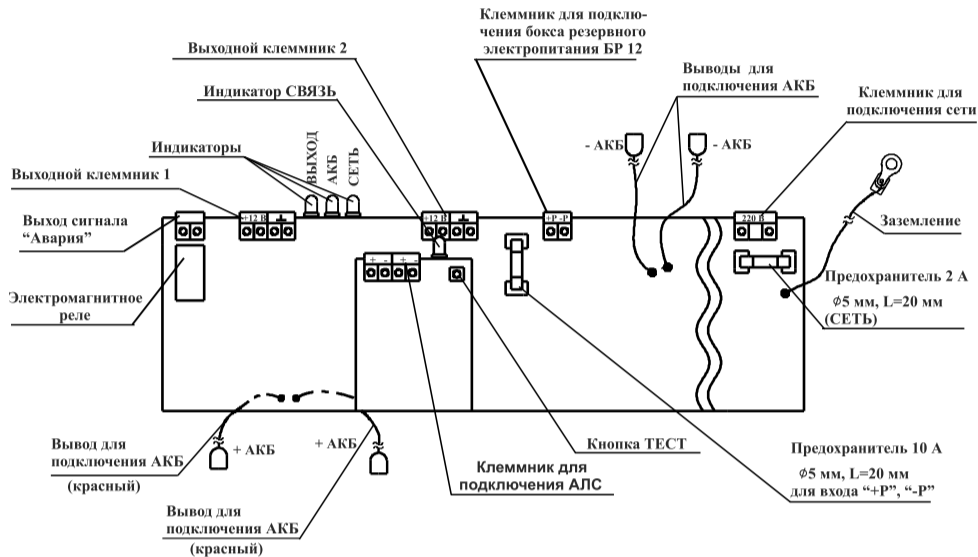 Клеммник для подклю-
чения бокса резервного
электропитания БР 12
Выходной клеммник 2
Индикатор СВЯЗЬ
Выводы для
подключения АКБ
Клеммник для
подключения сети
Индикаторы
ВЫХОД
АКБ
СЕТЬ
- АКБ
- АКБ
Выходной клеммник 1
Выход сигнала
“Авария”
+12 В
+12 В
+Р -Р
220 В
Заземление
+ - + -
Электромагнитное
реле
Предохранитель 2 А
⌀5 мм, L=20 мм
(СЕТЬ)
Вывод для
подключения АКБ
(красный)
+ АКБ
+ АКБ
Клеммник для
подключения АЛС
Кнопка ТЕСТ
Предохранитель 10 А
⌀5 мм, L=20 мм
для входа “+Р”, “-Р”
Вывод для
подключения АКБ
(красный)